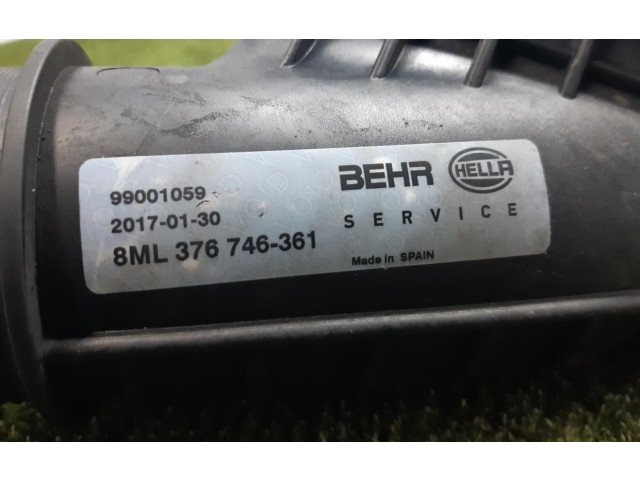 99001059
2017-01-30
8ML 376 746-361
BEHR HELLA
SERVICE
Made in SPAIN